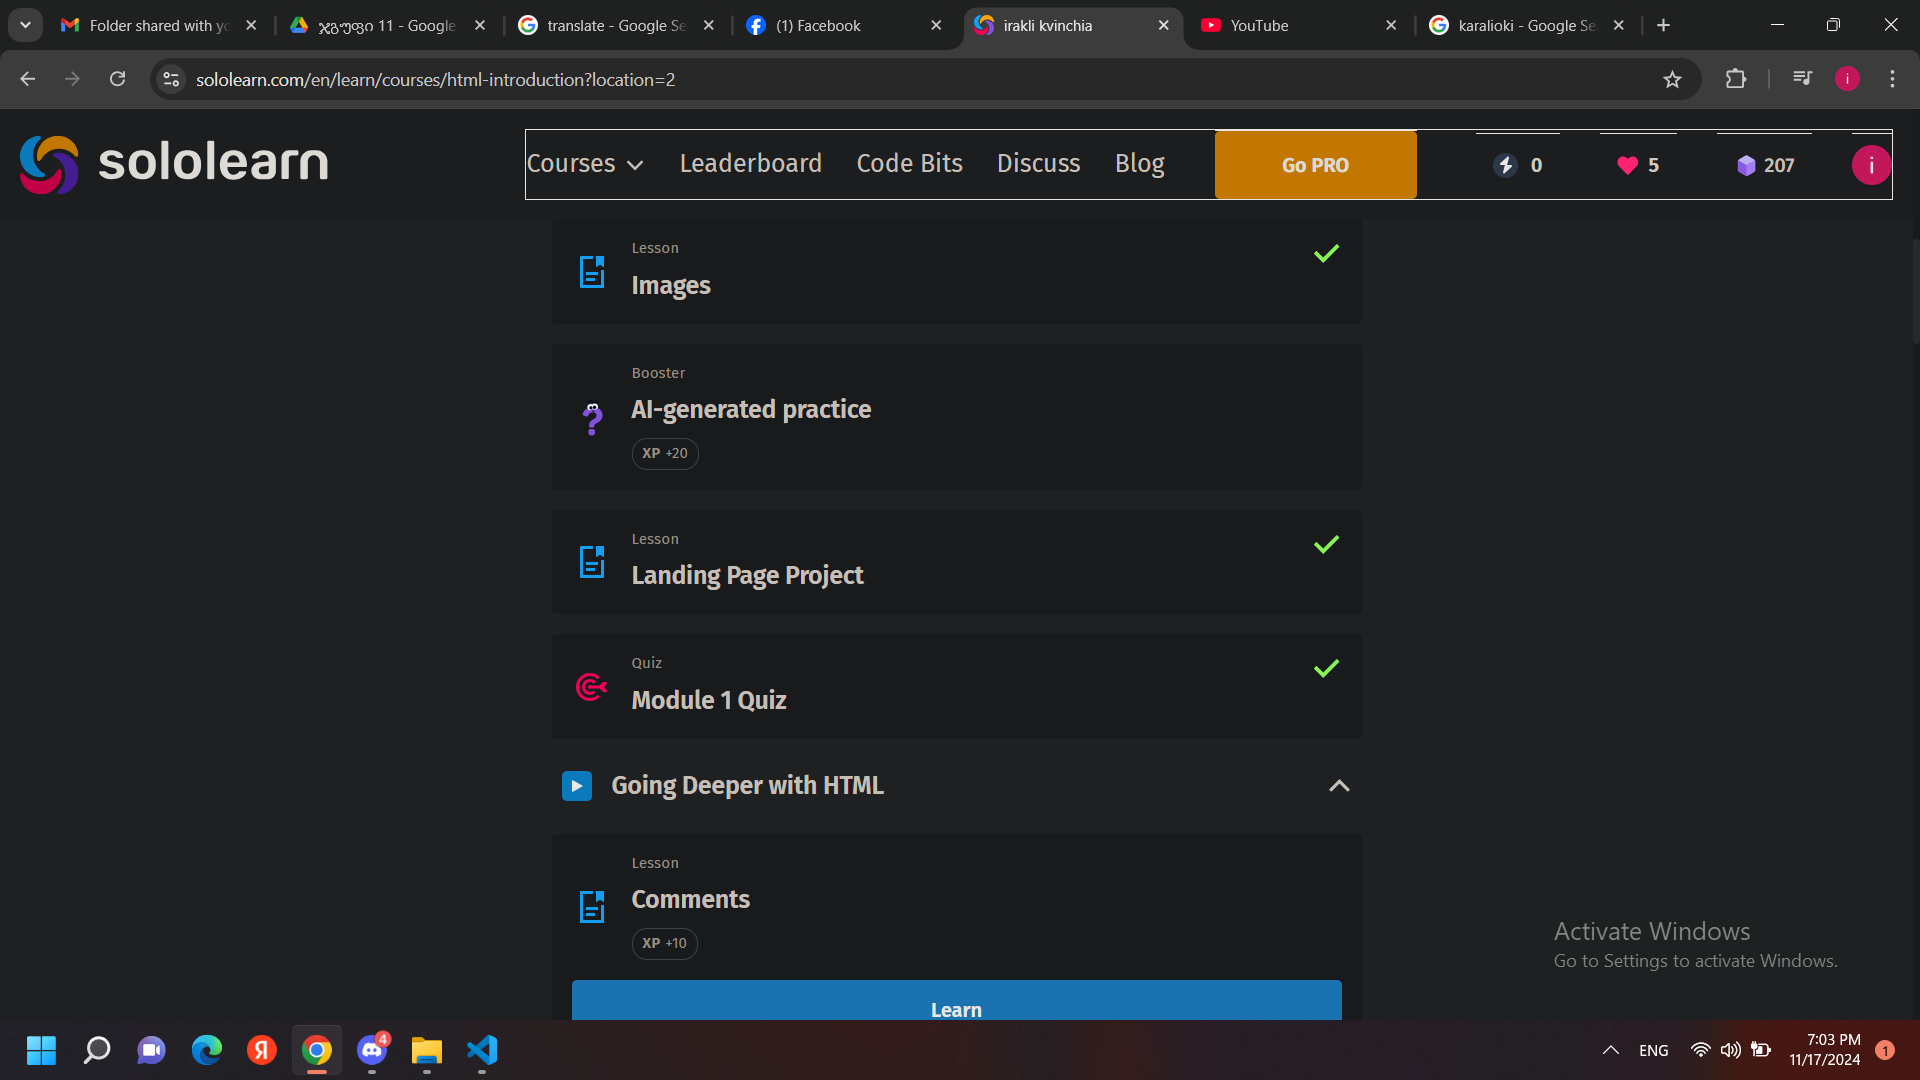 Folder shared with yo
ჯგუფი 11 - Google
translate - Google Se
(1) Facebook
irakli kvinchia
YouTube
karalioki - Google Se
sololearn.com/en/learn/courses/html-introduction?location=2
i
sololearn
Courses
Leaderboard
Code Bits
Discuss
Blog
Go PRO
0
5
207
i
Lesson
Images
Booster
AI-generated practice
XP +20
Lesson
Landing Page Project
Quiz
Module 1 Quiz
Going Deeper with HTML
Lesson
Comments
XP +10
Learn
Activate Windows
Go to Settings to activate Windows.
Я
4
ENG
7:03 PM
11/17/2024
1